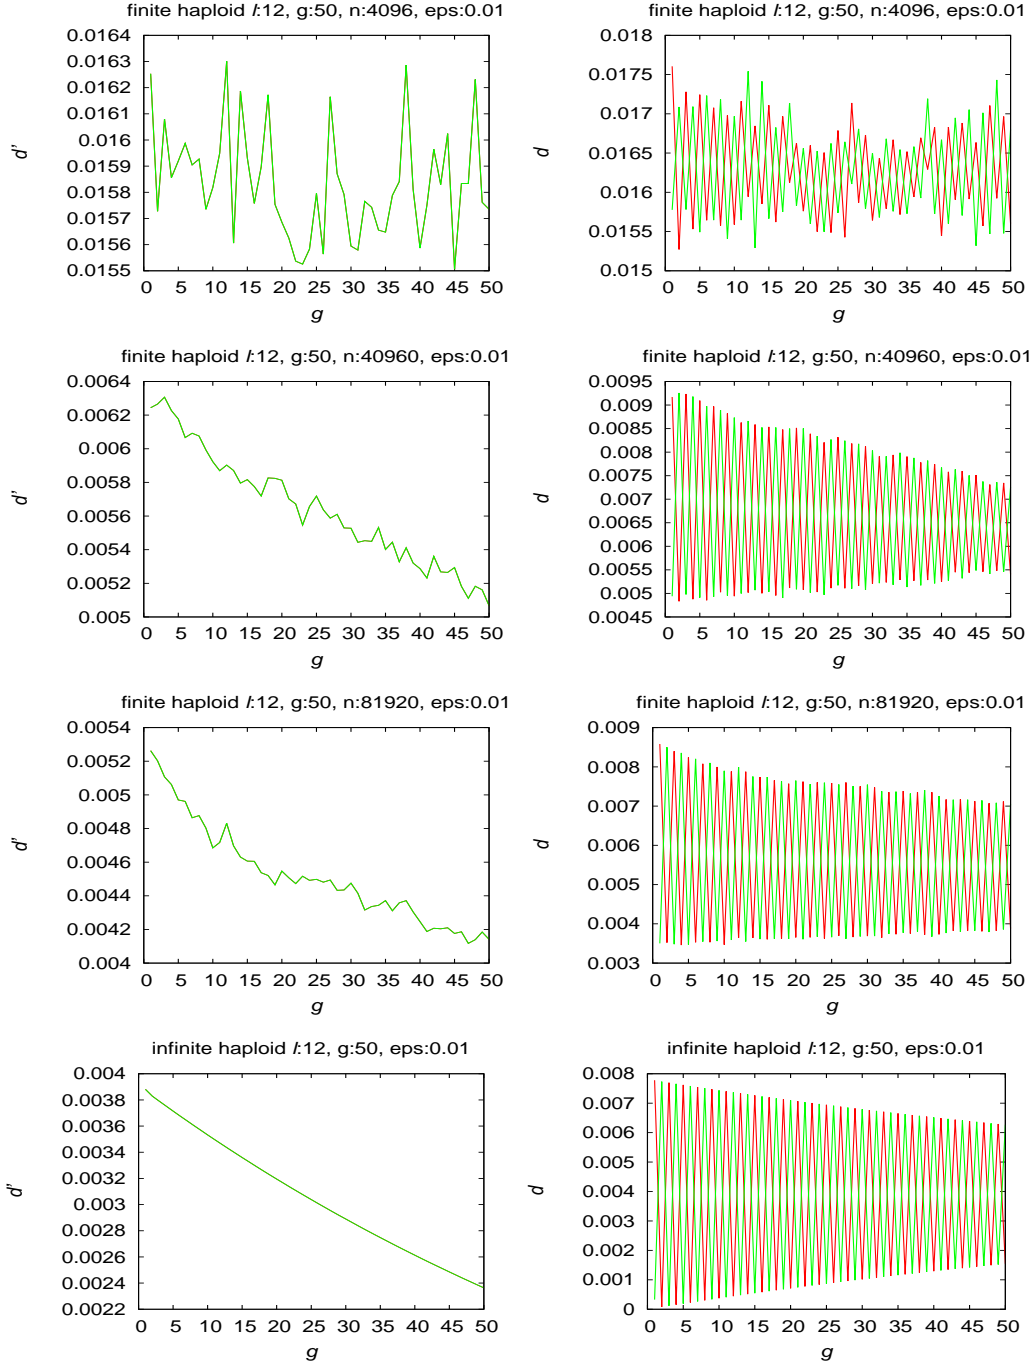 finite haploid l:12, g:50, n:4096, eps:0.01
0.0164
0.0163
0.0162
0.0161
0.016
0.0159
0.0158
0.0157
0.0156
0.0155
d'
0 5 10 15 20 25 30 35 40 45 50
g
finite haploid l:12, g:50, n:4096, eps:0.01
0.018
0.0175
0.017
0.0165
0.016
0.0155
0.015
d
0 5 10 15 20 25 30 35 40 45 50
g
finite haploid l:12, g:50, n:40960, eps:0.01
0.0064
0.0062
0.006
0.0058
0.0056
0.0054
0.0052
0.005
d'
0 5 10 15 20 25 30 35 40 45 50
g
finite haploid l:12, g:50, n:40960, eps:0.01
0.0095
0.009
0.0085
0.008
0.0075
0.007
0.0065
0.006
0.0055
0.005
0.0045
d
0 5 10 15 20 25 30 35 40 45 50
g
finite haploid l:12, g:50, n:81920, eps:0.01
0.0054
0.0052
0.005
0.0048
0.0046
0.0044
0.0042
0.004
d'
0 5 10 15 20 25 30 35 40 45 50
g
finite haploid l:12, g:50, n:81920, eps:0.01
0.009
0.008
0.007
0.006
0.005
0.004
0.003
d
0 5 10 15 20 25 30 35 40 45 50
g
infinite haploid l:12, g:50, eps:0.01
0.004
0.0038
0.0036
0.0034
0.0032
0.003
0.0028
0.0026
0.0024
0.0022
d'
0 5 10 15 20 25 30 35 40 45 50
g
infinite haploid l:12, g:50, eps:0.01
0.008
0.007
0.006
0.005
0.004
0.003
0.002
0.001
0
d
0 5 10 15 20 25 30 35 40 45 50
g